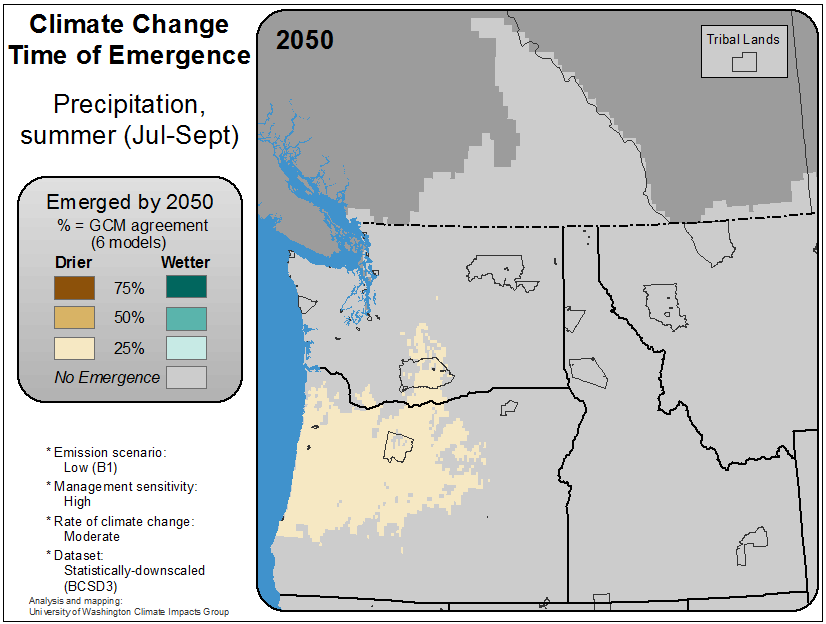 Climate Change
Time of Emergence
Precipitation,
summer (Jul-Sept)
Emerged by 2050
% = GCM agreement
(6 models)
Drier Wetter
75%
50%
25%
No Emergence
* Emission scenario:
Low (B1)
* Management sensitivity:
High
* Rate of climate change:
Moderate
* Dataset:
Statistically-downscaled
(BCSD3)
Analysis and mapping:
University of Washington Climate Impacts Group
2050
Tribal Lands